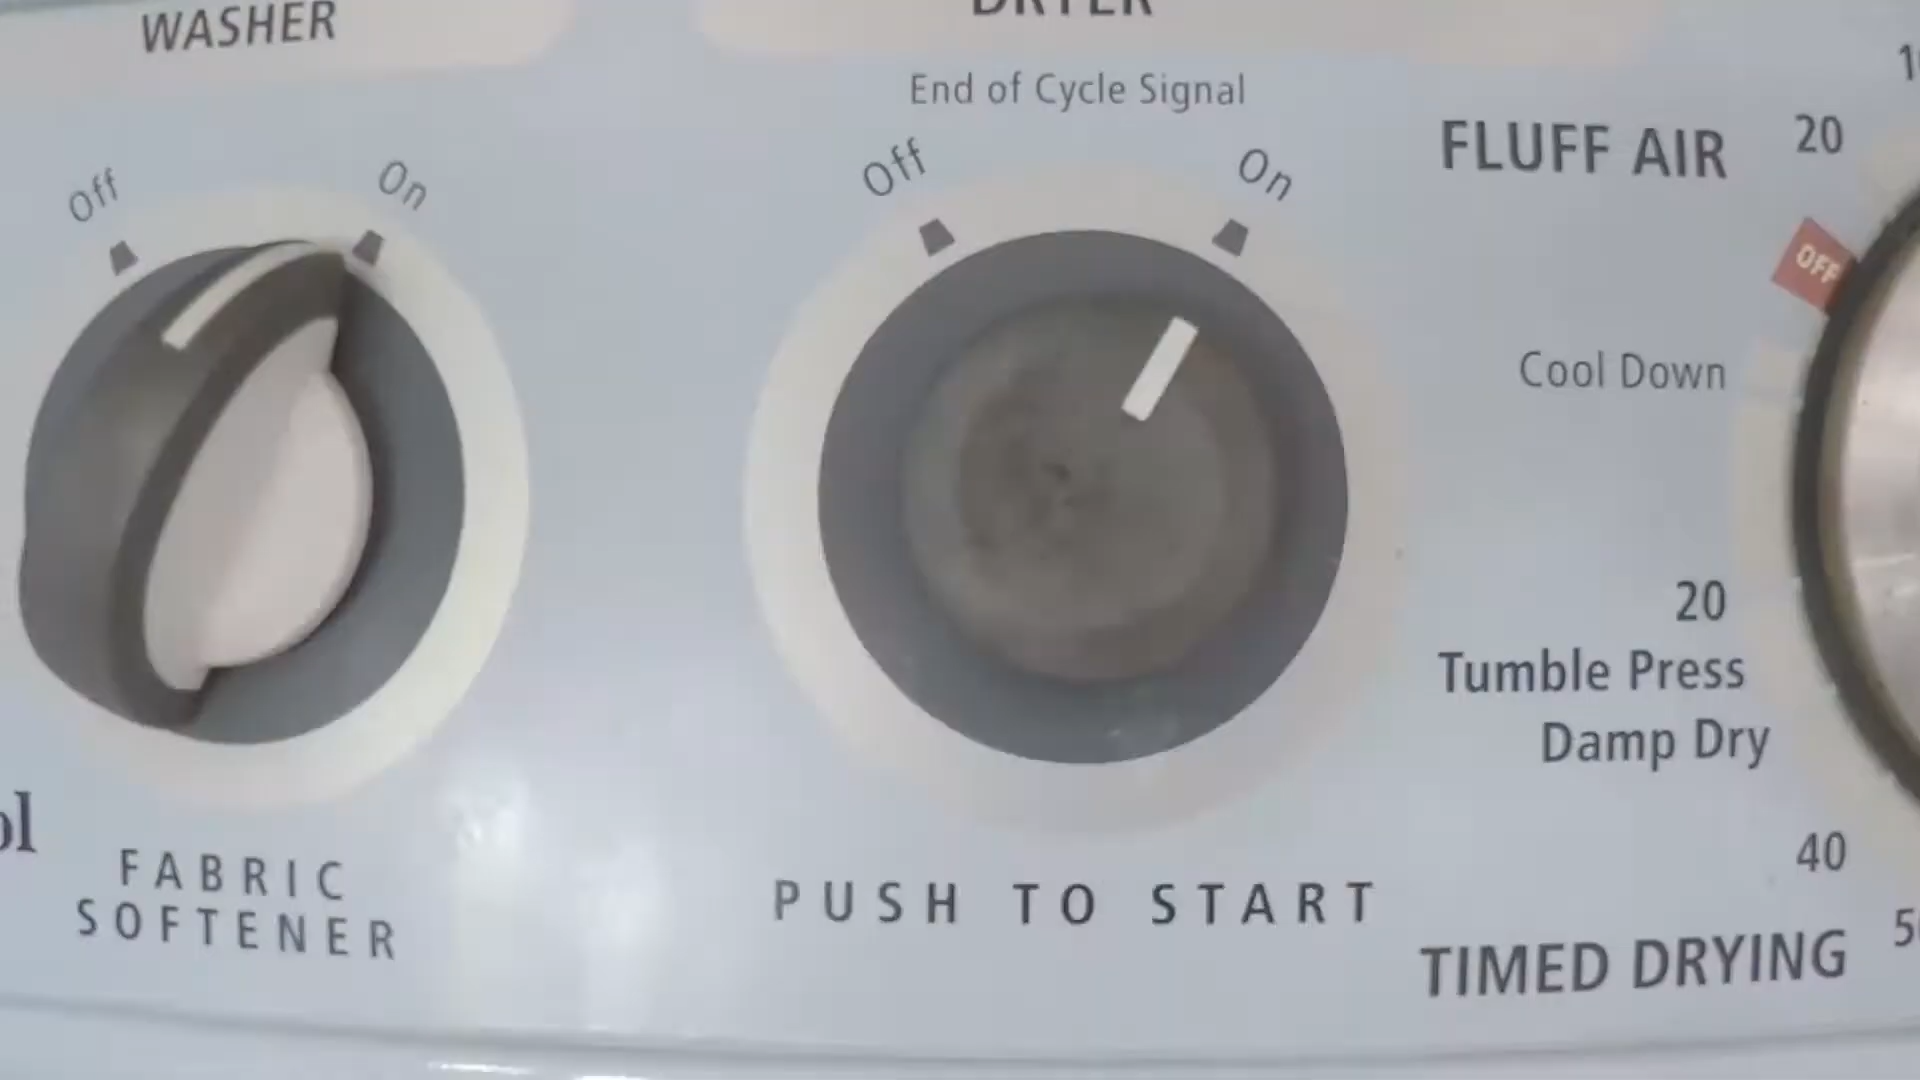 WASHER
DRYER
End of Cycle Signal
Off
On
Off
On
FLUFF AIR
20
OFF
Cool Down
20
Tumble Press
Damp Dry
40
FABRIC
SOFTENER
PUSH TO START
TIMED DRYING